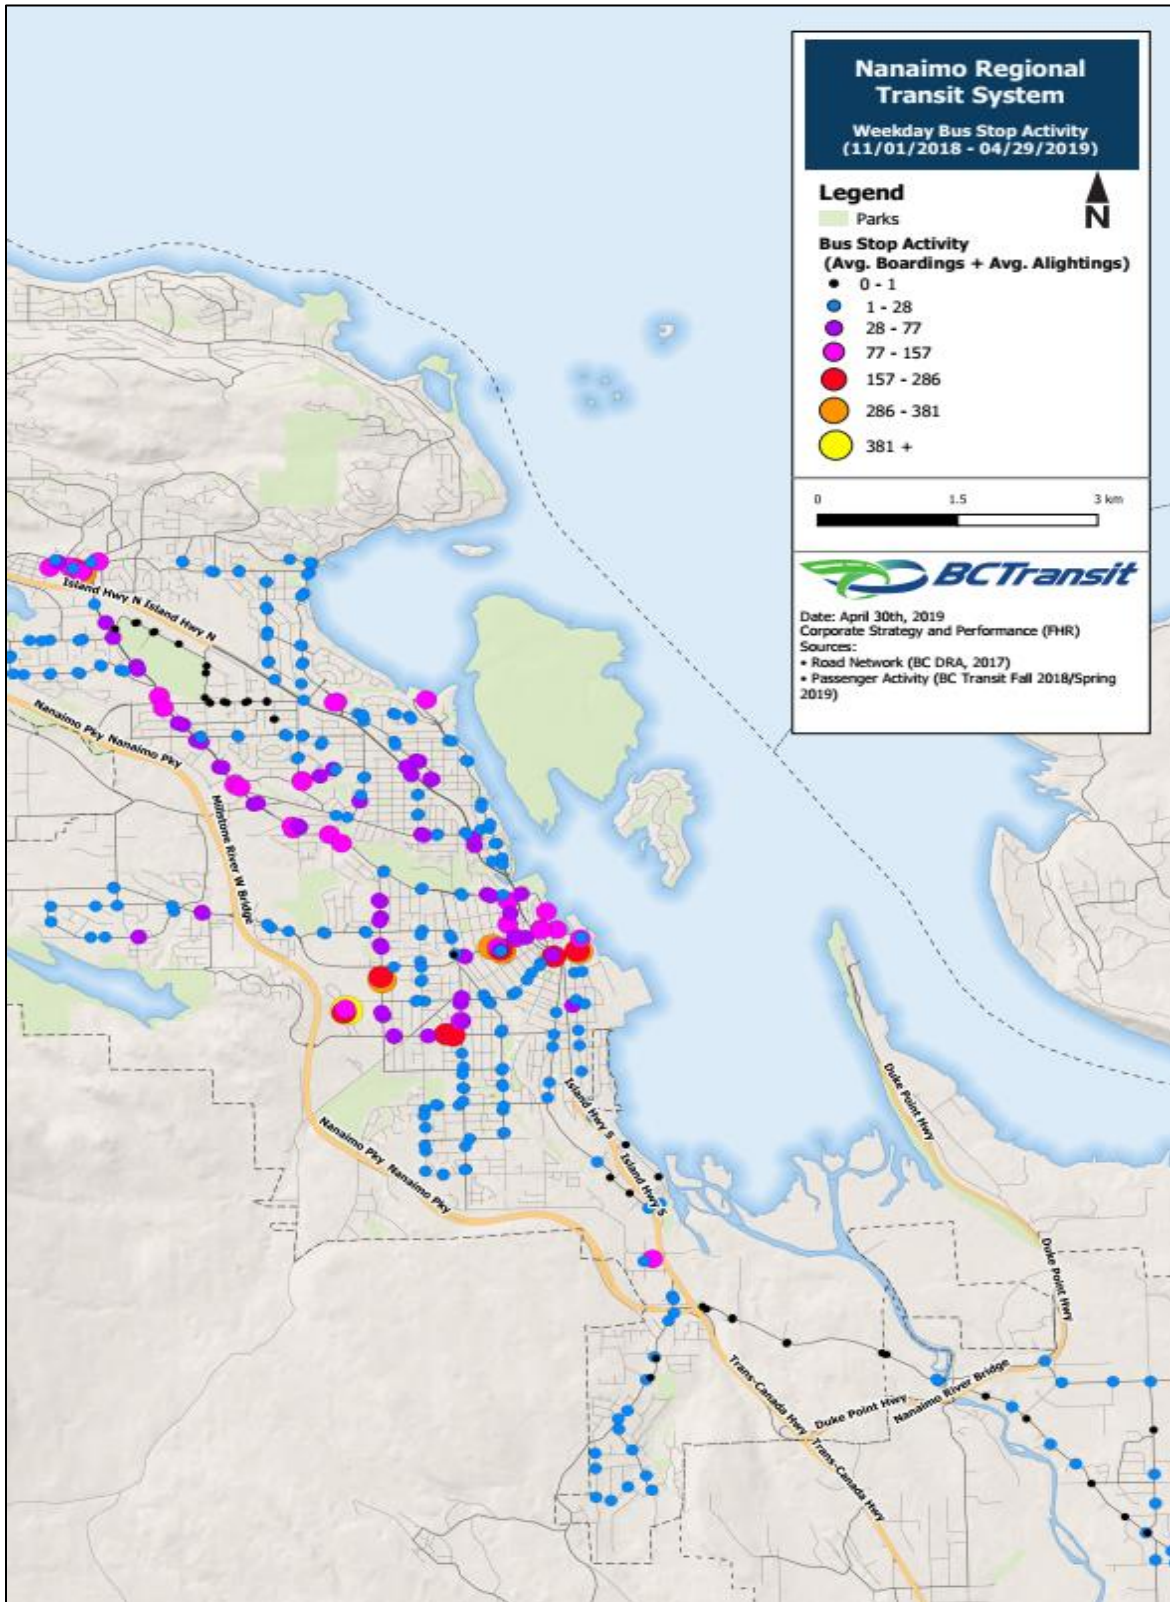 Nanaimo Regional
Transit System
Weekday Bus Stop Activity
(11/01/2018 - 04/29/2019)
Legend
N
Parks
Bus Stop Activity
(Avg. Boardings + Avg. Alightings)
0 - 1
1 - 28
28 - 77
77 - 157
157 - 286
286 - 381
381 +
0 1.5 3 km
BCTransit
Date: April 30th, 2019
Corporate Strategy and Performance (FHR)
Sources:
• Road Network (BC DRA, 2017)
• Passenger Activity (BC Transit Fall 2018/Spring
2019)
Island Hwy N Island Hwy N
Nanaimo Pky Nanaimo Pky
Millstone River W Bridge
Duke Point Hwy
Island Hwy S
Island Hwy S
Nanaimo Pky Nanaimo Pky
Duke Point Hwy
Trans-Canada Hwy
Nanaimo River Bridge
Duke Point Hwy
Trans-Canada Hwy